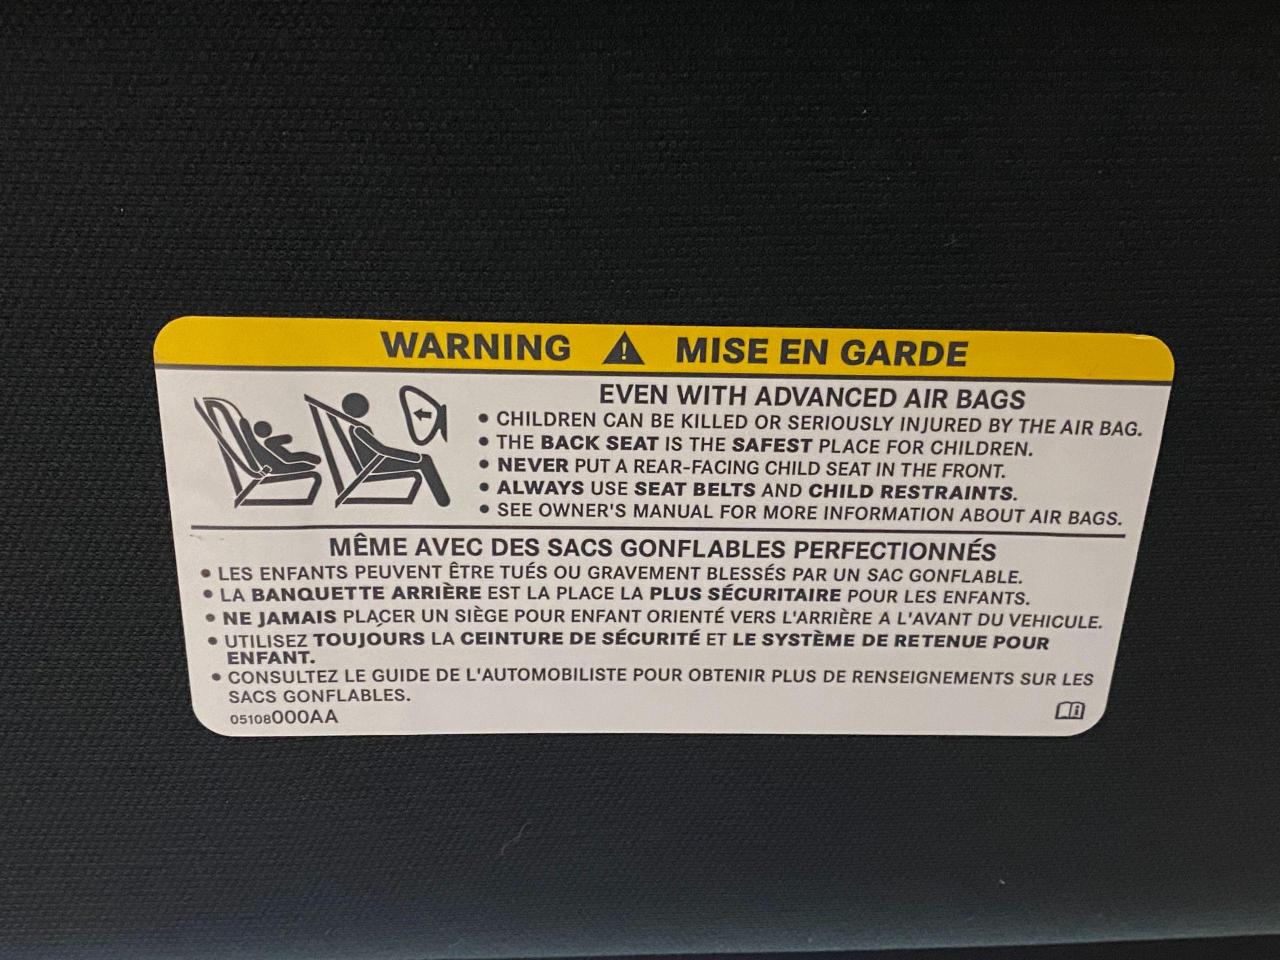 WARNING ⚠ MISE EN GARDE
EVEN WITH ADVANCED AIR BAGS
• CHILDREN CAN BE KILLED OR SERIOUSLY INJURED BY THE AIR BAG.
• THE BACK SEAT IS THE SAFEST PLACE FOR CHILDREN.
• NEVER PUT A REAR-FACING CHILD SEAT IN THE FRONT.
• ALWAYS USE SEAT BELTS AND CHILD RESTRAINTS.
• SEE OWNER'S MANUAL FOR MORE INFORMATION ABOUT AIR BAGS.
MÊME AVEC DES SACS GONFLABLES PERFECTIONNÉS
• LES ENFANTS PEUVENT ÊTRE TUÉS OU GRAVEMENT BLESSÉS PAR UN SAC GONFLABLE.
• LA BANQUETTE ARRIÈRE EST LA PLACE LA PLUS SÉCURITAIRE POUR LES ENFANTS.
• NE JAMAIS PLAÇER UN SIÈGE POUR ENFANT ORIENTÉ VERS L'ARRIÈRE A L'AVANT DU VEHICULE.
• UTILISEZ TOUJOURS LA CEINTURE DE SÉCURITÉ ET LE SYSTÈME DE RETENUE POUR
ENFANT.
• CONSULTEZ LE GUIDE DE L'AUTOMOBILISTE POUR OBTENIR PLUS DE RENSEIGNEMENTS SUR LES
SACS GONFLABLES.
05108000AA